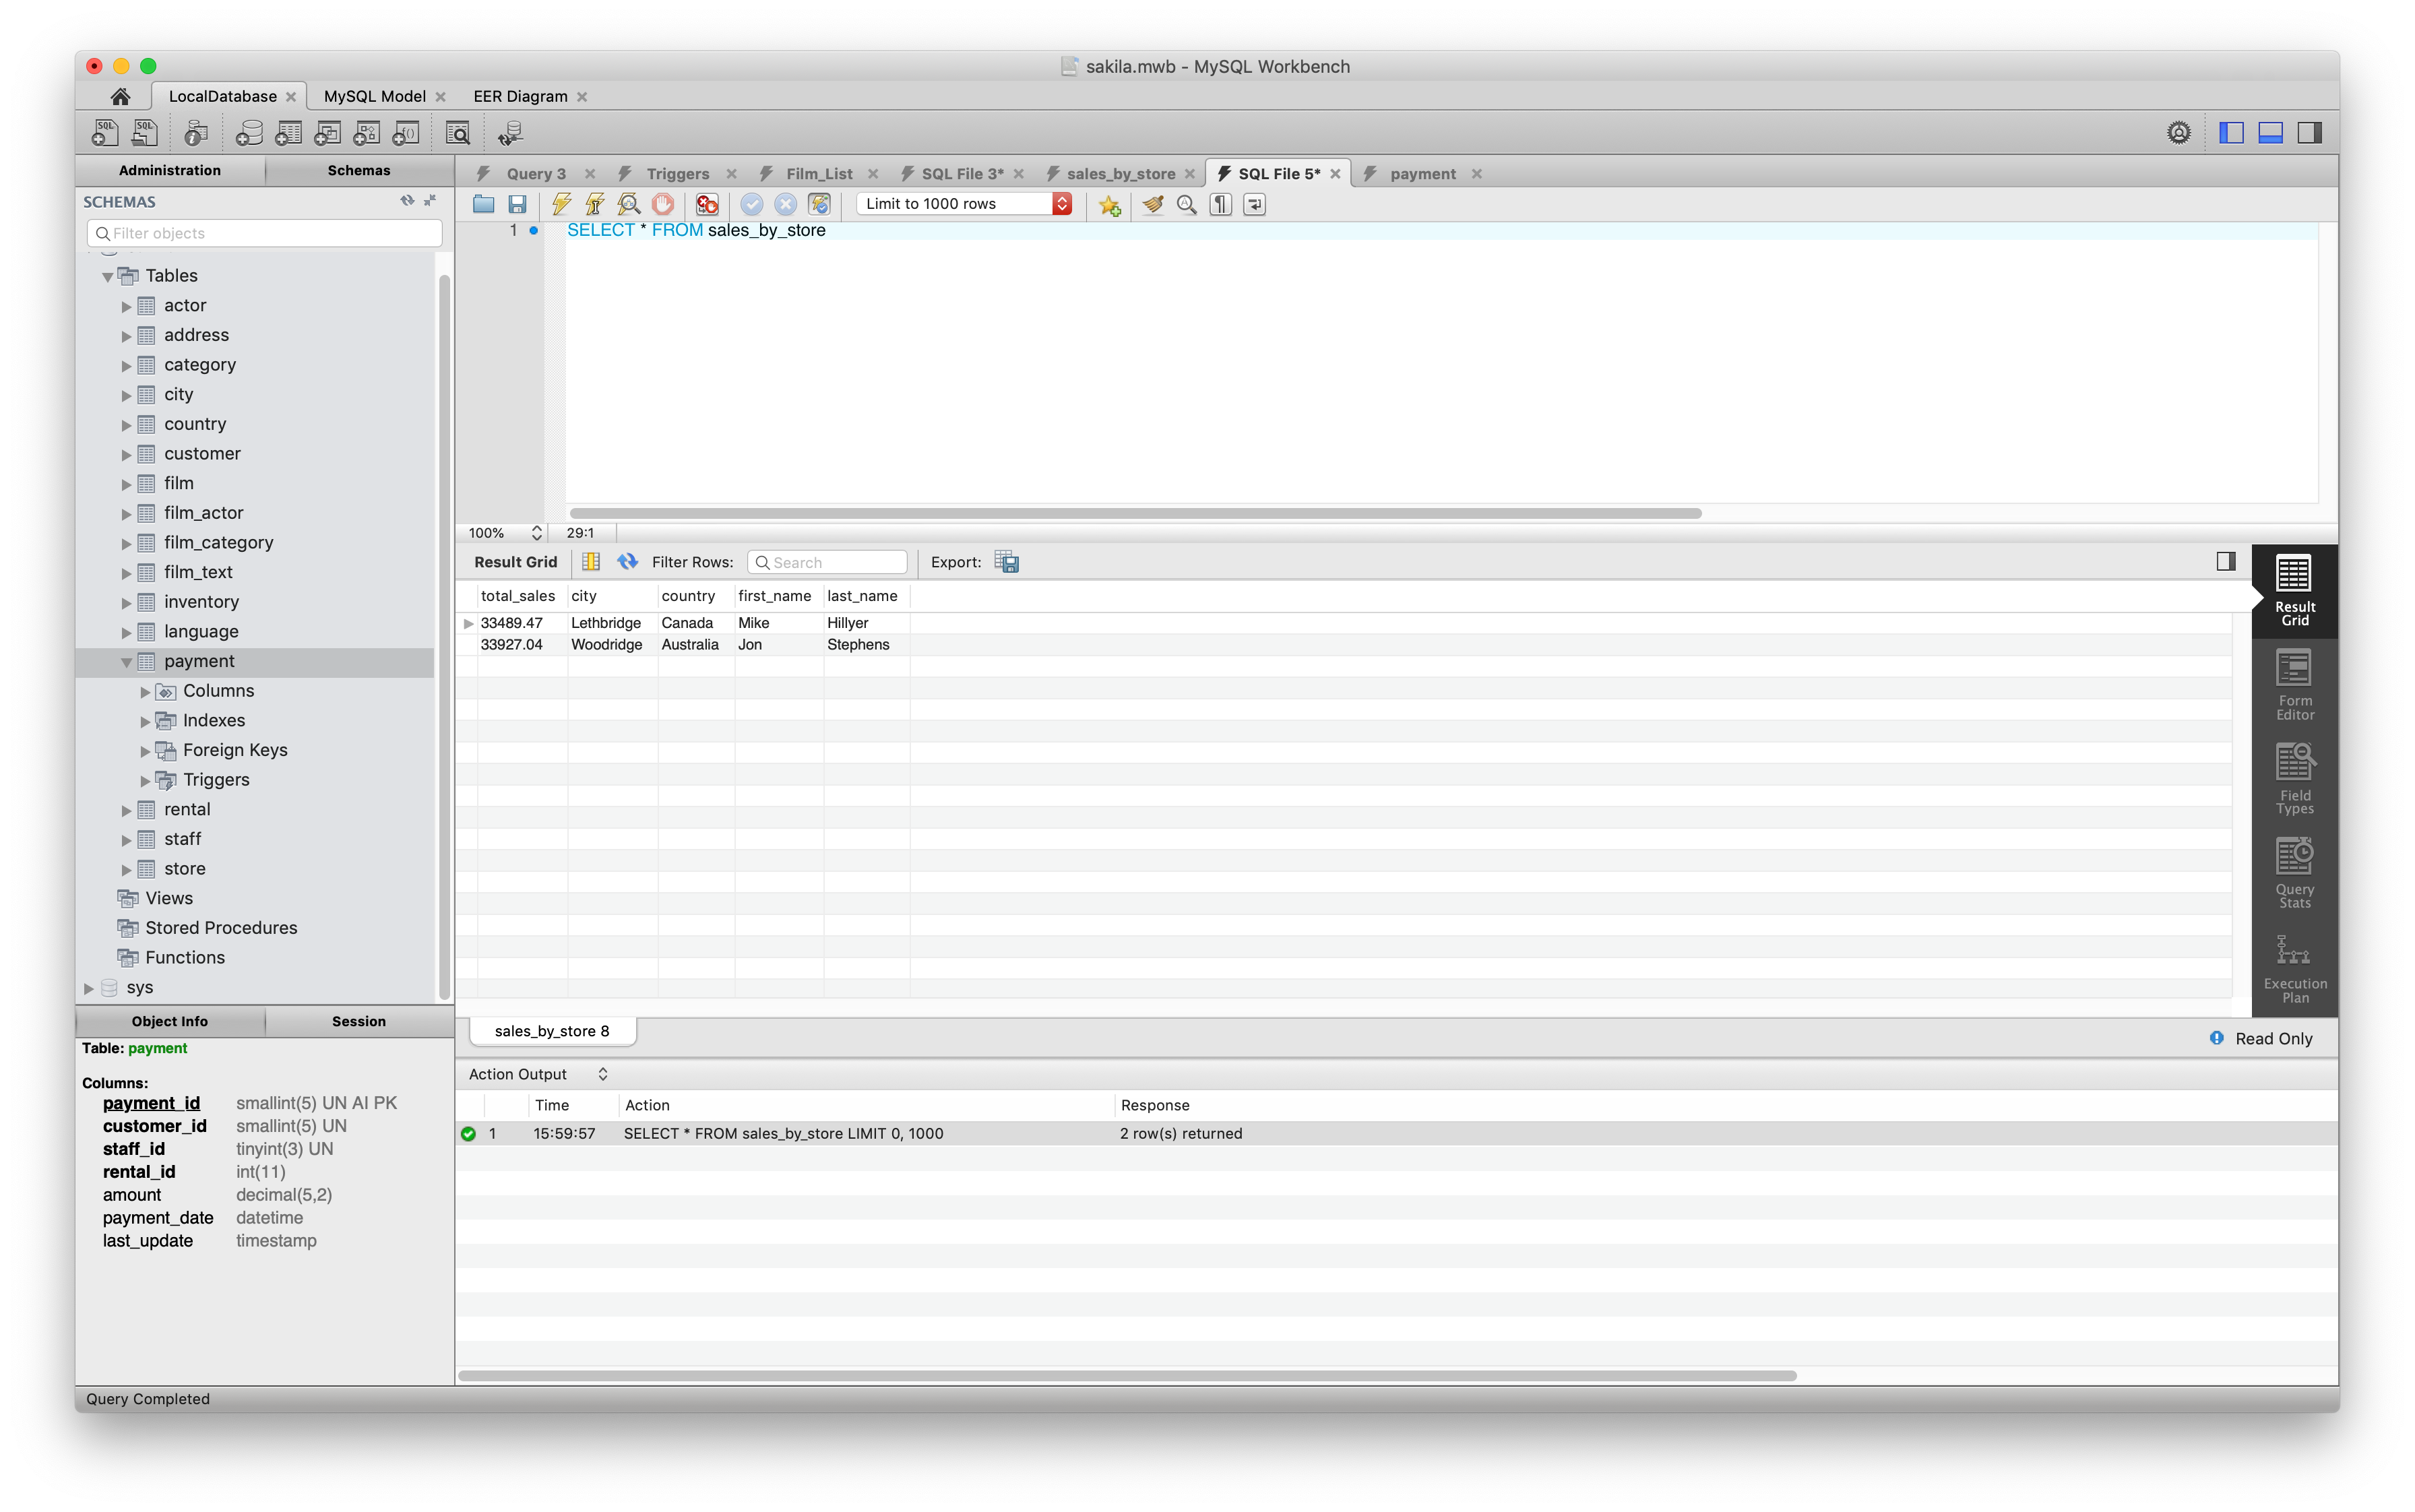 sakila.mwb - MySQL Workbench
LocalDatabase MySQL Model EER Diagram
SQL SQL
Administration Schemas
SCHEMAS
Filter objects
Tables
actor
address
category
city
country
customer
film
film_actor
film_category
film_text
inventory
language
payment
Columns
Indexes
Foreign Keys
Triggers
rental
staff
store
Views
Stored Procedures
Functions
sys
Object Info Session
Table: payment
Columns:
payment_id smallint(5) UN AI PK
customer_id smallint(5) UN
staff_id tinyint(3) UN
rental_id int(11)
amount decimal(5,2)
payment_date datetime
last_update timestamp
Query 3 Triggers Film_List SQL File 3* sales_by_store SQL File 5* payment
Limit to 1000 rows
1 SELECT * FROM sales_by_store
100% 29:1
Result Grid Filter Rows: Search Export:
total_sales city country first_name last_name
33489.47 Lethbridge Canada Mike Hillyer
33927.04 Woodridge Australia Jon Stephens
Result
Grid
Form
Editor
Field
Types
Query
Stats
Execution
Plan
sales_by_store 8 Read Only
Action Output
Time Action Response
1 15:59:57 SELECT * FROM sales_by_store LIMIT 0, 1000 2 row(s) returned
Query Completed